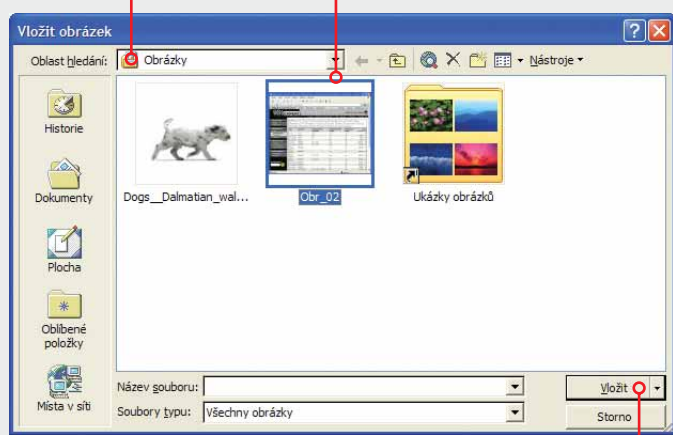 Vložit obrázek
Oblast hledání: Obrázky Nástroje
Historie
Dokumenty
Plocha
Oblíbené
položky
Místa v síti
Dogs__Dalmatian_wal... Obr_02 Ukázky obrázků
Název souboru: Vložit
Soubory typu: Všechny obrázky Storno